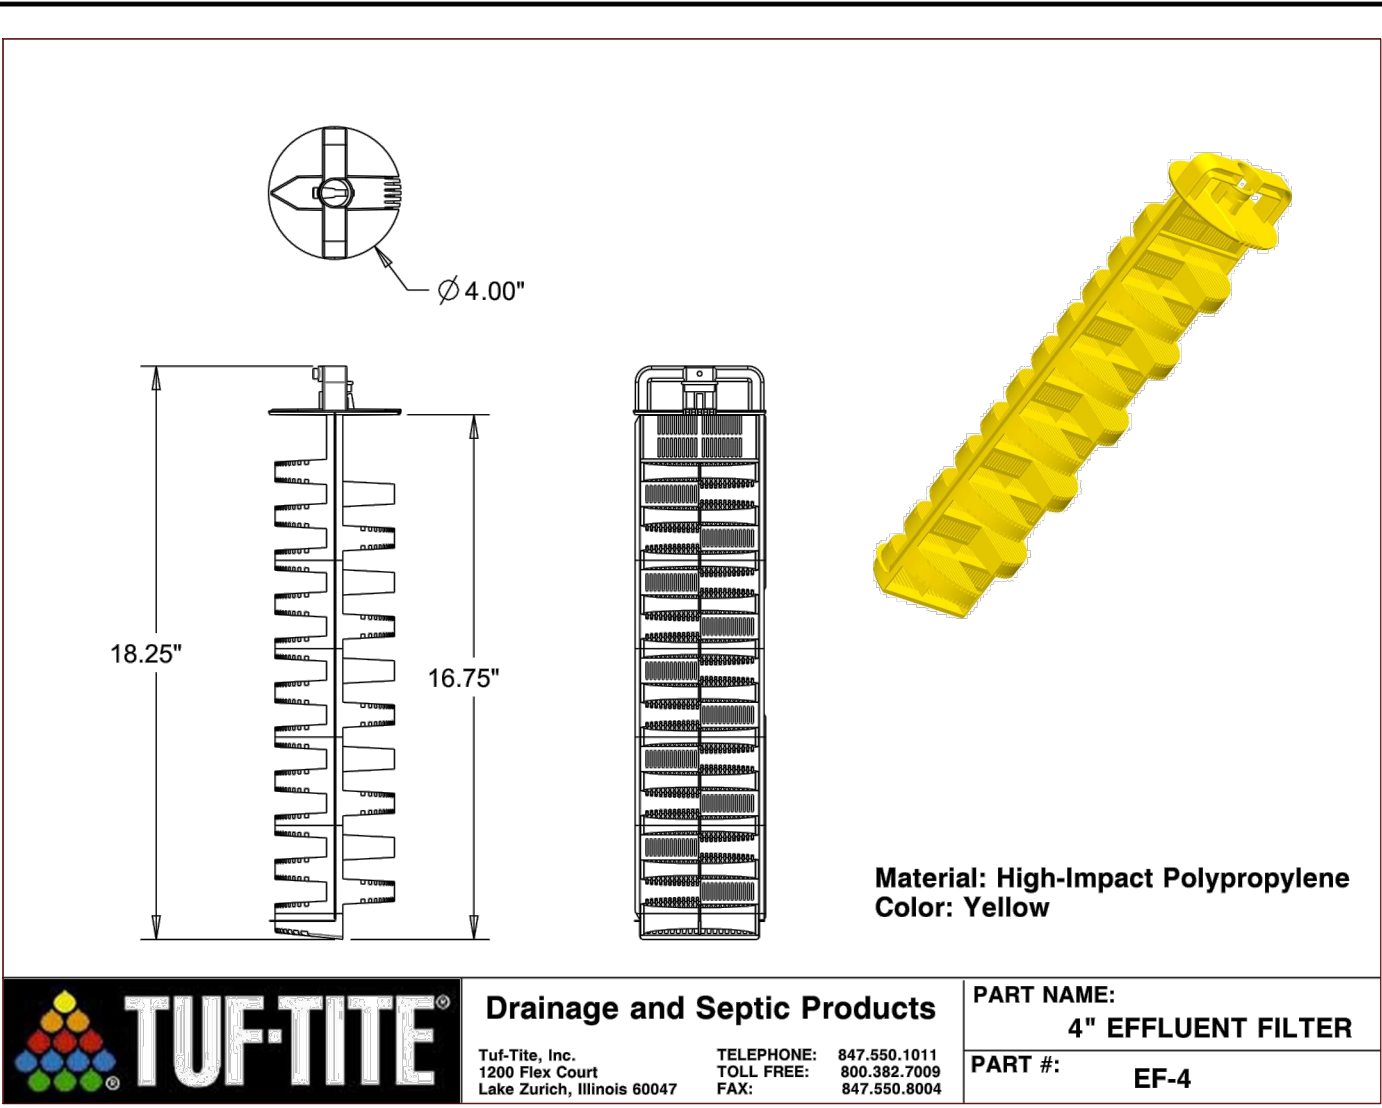 Ø 4.00"
18.25"
16.75"
Material: High-Impact Polypropylene
Color: Yellow
TUF-TITE®
®
Drainage and Septic Products
Tuf-Tite, Inc.
1200 Flex Court
Lake Zurich, Illinois 60047
TELEPHONE: 847.550.1011
TOLL FREE: 800.382.7009
FAX: 847.550.8004
PART NAME:
4" EFFLUENT FILTER
PART #:
EF-4